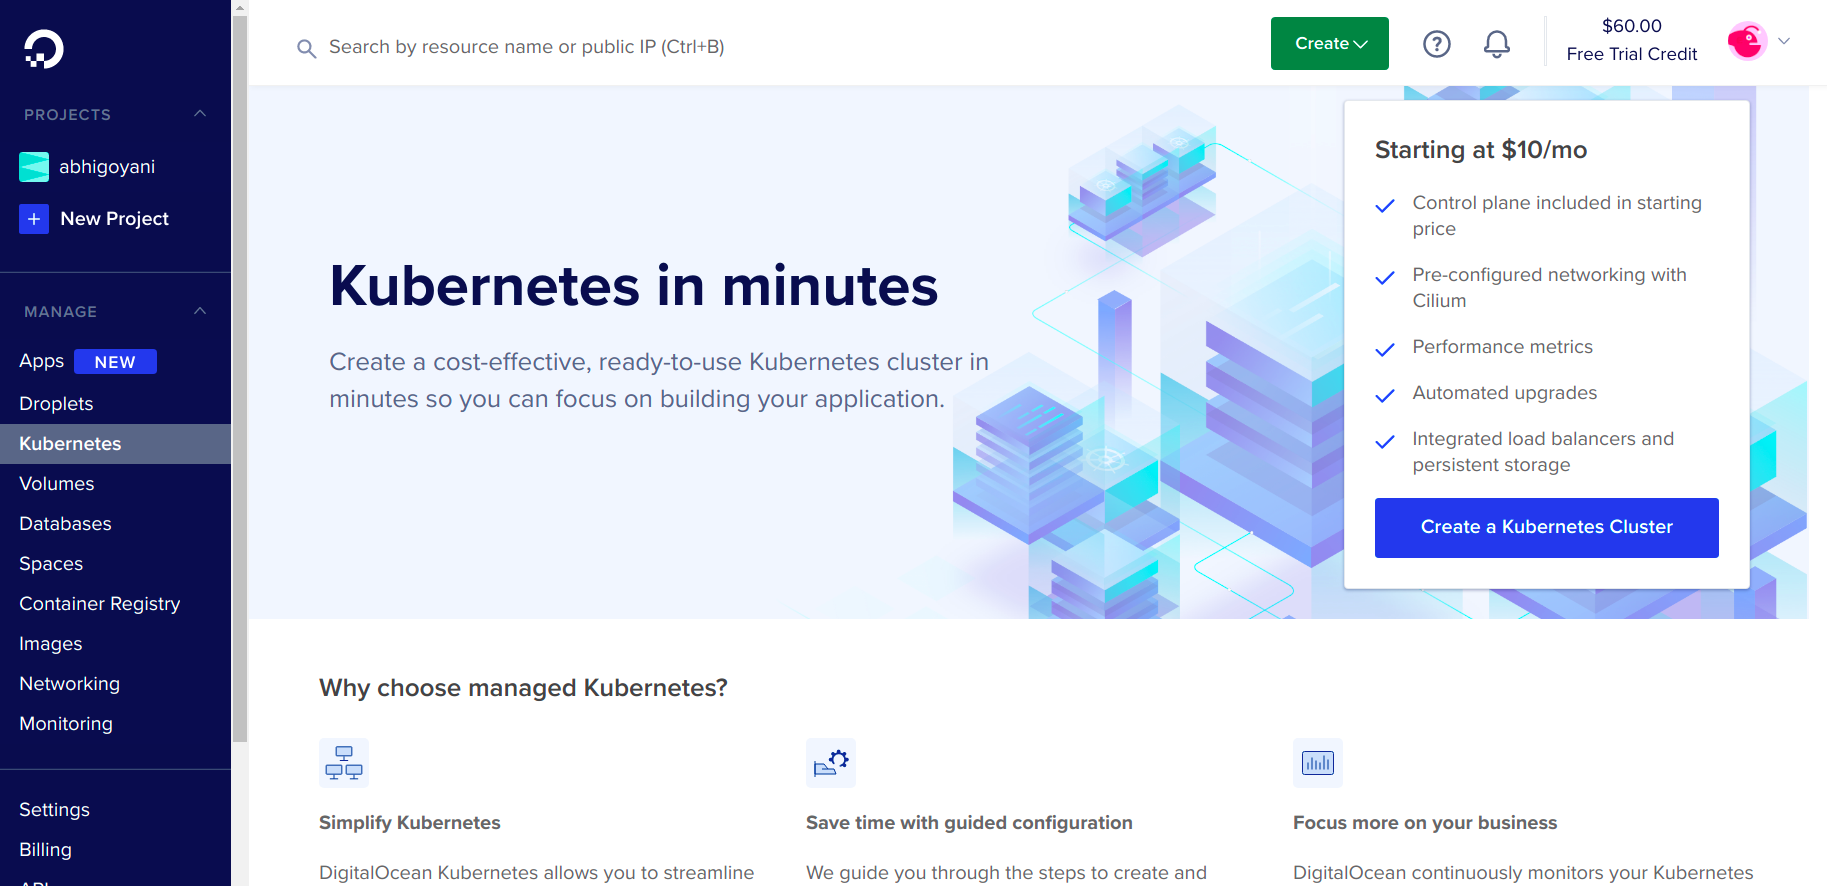 Search by resource name or public IP (Ctrl+B)
Create
$60.00
Free Trial Credit
PROJECTS
abhigoyani
New Project
MANAGE
Apps NEW
Droplets
Kubernetes
Volumes
Databases
Spaces
Container Registry
Images
Networking
Monitoring
Settings
Billing
API
Kubernetes in minutes
Create a cost-effective, ready-to-use Kubernetes cluster in
minutes so you can focus on building your application.
Starting at $10/mo
Control plane included in starting
price
Pre-configured networking with
Cilium
Performance metrics
Automated upgrades
Integrated load balancers and
persistent storage
Create a Kubernetes Cluster
Why choose managed Kubernetes?
Simplify Kubernetes
DigitalOcean Kubernetes allows you to streamline
Save time with guided configuration
We guide you through the steps to create and
Focus more on your business
DigitalOcean continuously monitors your Kubernetes